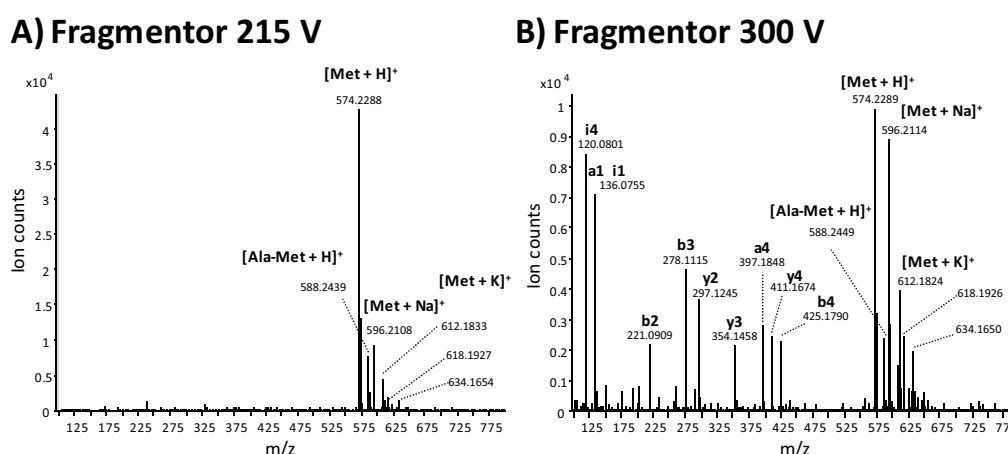 A) Fragmentor 215 V
x10⁴
[Met + H]⁺
574.2288
4
3.5
3
2.5
2
1.5
1
0.5
0
Ion counts
[Ala-Met + H]⁺
588.2439
[Met + Na]⁺
596.2108
[Met + K]⁺
612.1833
618.1927
634.1654
125 175 225 275 325 375 425 475 525 575 625 675 725 775
m/z
B) Fragmentor 300 V
x10⁴
[Met + H]⁺
574.2289
[Met + Na]⁺
596.2114
1
0.9
0.8
0.7
0.6
0.5
0.4
0.3
0.2
0.1
0
Ion counts
i4
120.0801
a1 i1
136.0755
[Ala-Met + H]⁺
588.2449
b3
278.1115
a4
397.1848
y2
297.1245
y4
411.1674
[Met + K]⁺
612.1824
618.1926
b2
221.0909
y3
354.1458
b4
425.1790
634.1650
125 175 225 275 325 375 425 475 525 575 625 675 725 77
m/z